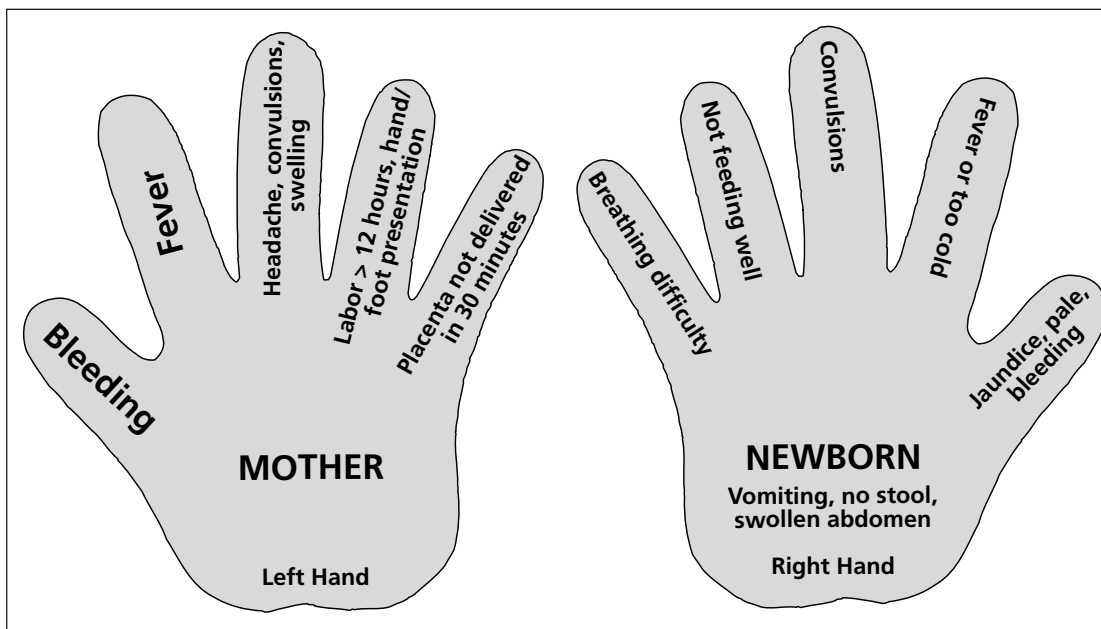 Bleeding
Fever
Headache, convulsions,
swelling
Labor > 12 hours, hand/
foot presentation
Placenta not delivered
in 30 minutes
MOTHER
Left Hand
Breathing difficulty
Not feeding well
Convulsions
Fever or too cold
Jaundice, pale,
bleeding
NEWBORN
Vomiting, no stool,
swollen abdomen
Right Hand